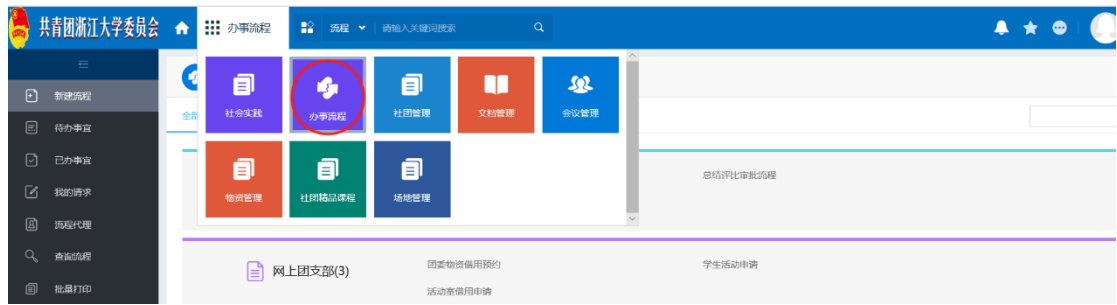 共青团浙江大学委员会
办事流程
流程
请输入关键词搜索
新建流程
待办事宜
已办事宜
我的请求
流程代理
查询流程
批量打印
全部
社会实践
办事流程
社团管理
文档管理
会议管理
物资管理
社团精品课程
场地管理
总结评比审批流程
网上团支部(3)
团委物资借用预约
学生活动申请
活动室借用申请